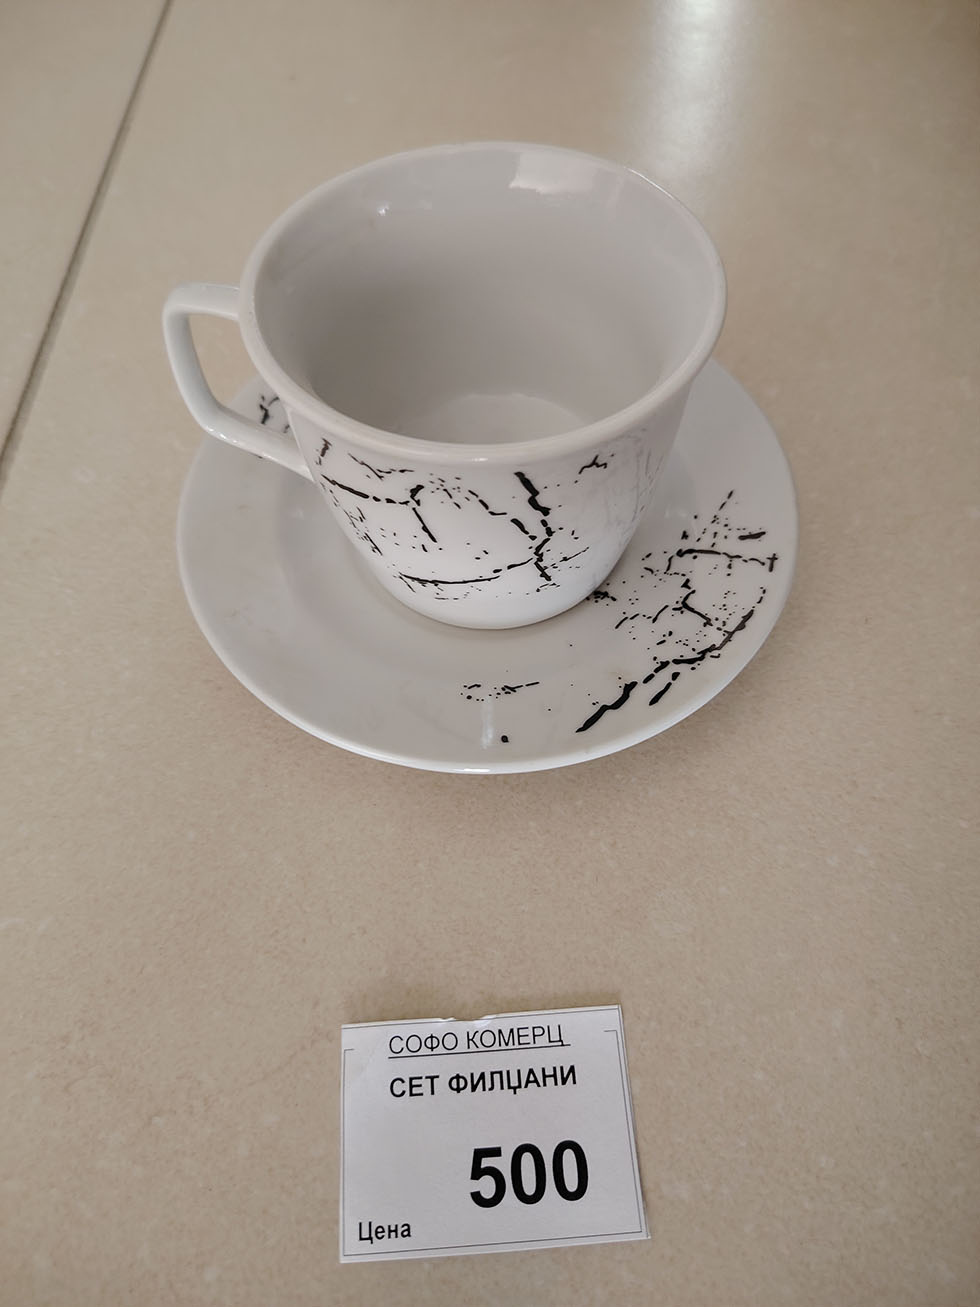 СОФО КОМЕРЦ
СЕТ ФИЛЏАНИ
500
Цена